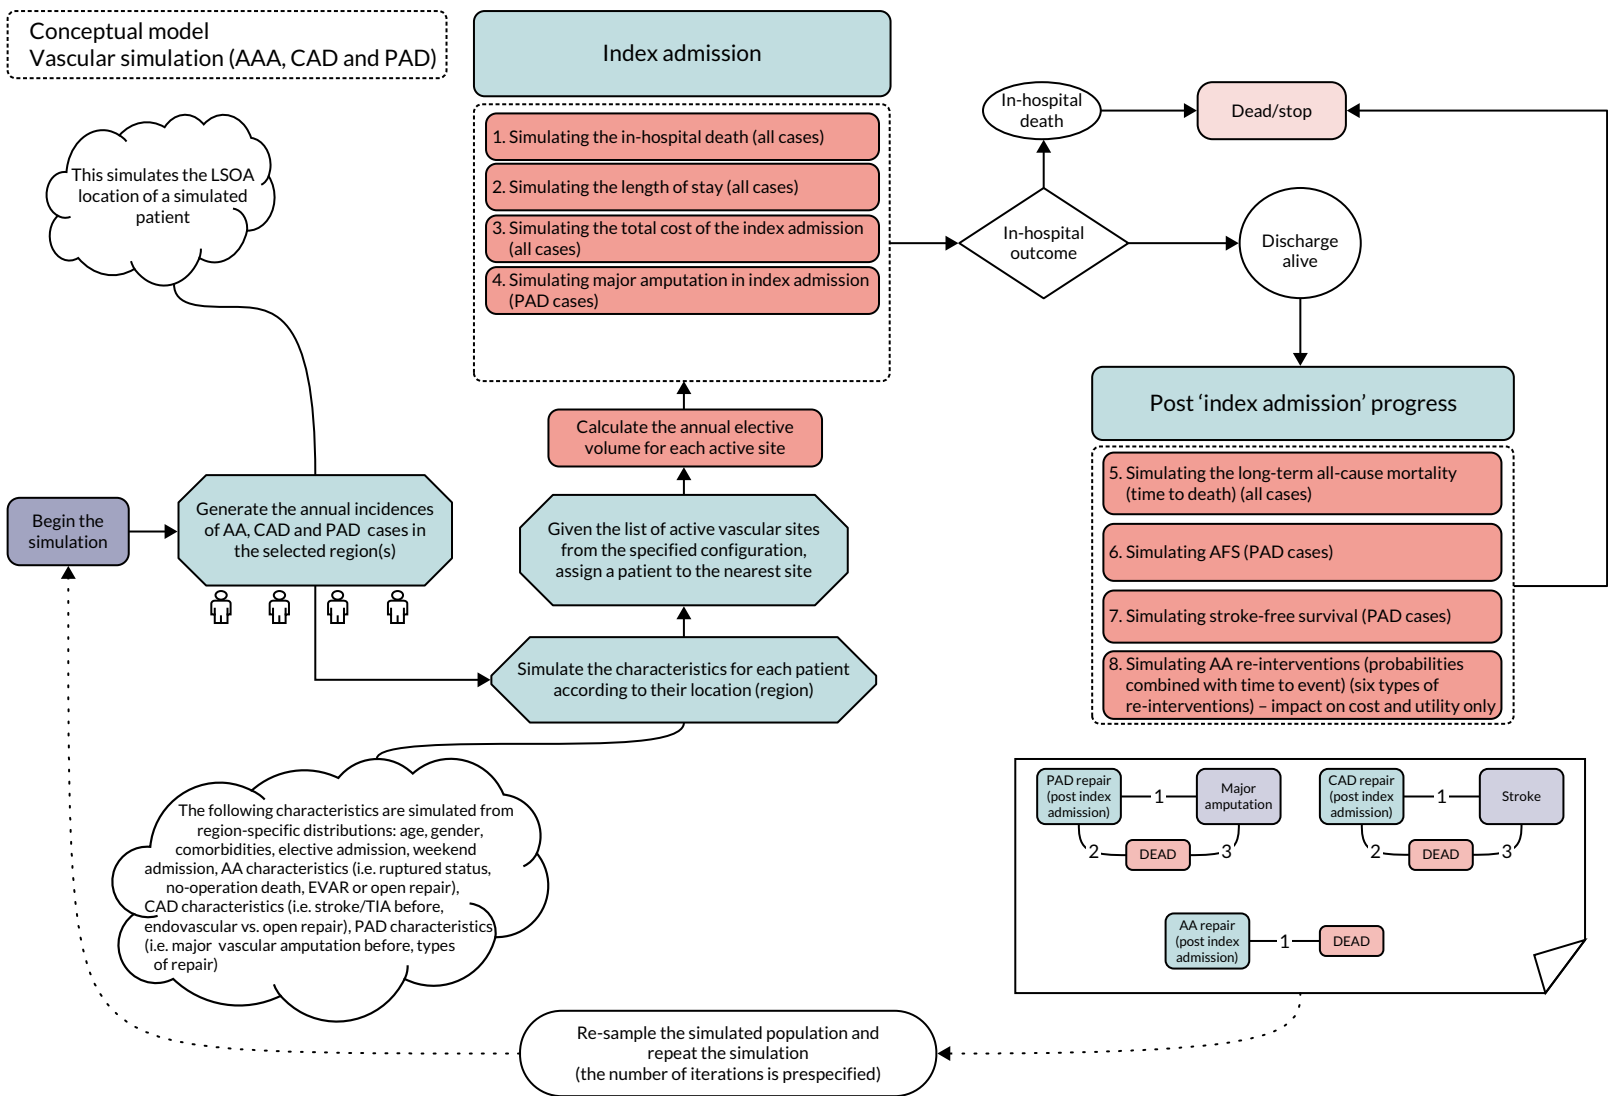 Conceptual model
Vascular simulation (AAA, CAD and PAD)
Index admission
1. Simulating the in-hospital death (all cases)
2. Simulating the length of stay (all cases)
3. Simulating the total cost of the index admission
(all cases)
4. Simulating major amputation in index admission
(PAD cases)
In-hospital
death
Dead/stop
In-hospital
outcome
Discharge
alive
This simulates the LSOA
location of a simulated
patient
Calculate the annual elective
volume for each active site
Post ‘index admission’ progress
5. Simulating the long-term all-cause mortality
(time to death) (all cases)
6. Simulating AFS (PAD cases)
7. Simulating stroke-free survival (PAD cases)
8. Simulating AA re-interventions (probabilities
combined with time to event) (six types of
re-interventions) – impact on cost and utility only
Begin the
simulation
Generate the annual incidences
of AA, CAD and PAD cases in
the selected region(s)
Given the list of active vascular sites
from the specified configuration,
assign a patient to the nearest site
Simulate the characteristics for each patient
according to their location (region)
The following characteristics are simulated from
region-specific distributions: age, gender,
comorbidities, elective admission, weekend
admission, AA characteristics (i.e. ruptured status,
no-operation death, EVAR or open repair),
CAD characteristics (i.e. stroke/TIA before,
endovascular vs. open repair), PAD characteristics
(i.e. major vascular amputation before, types
of repair)
PAD repair
(post index
admission)
1
Major
amputation
2
DEAD
3
CAD repair
(post index
admission)
1
Stroke
2
DEAD
3
AA repair
(post index
admission)
1
DEAD
Re-sample the simulated population and
repeat the simulation
(the number of iterations is prespecified)